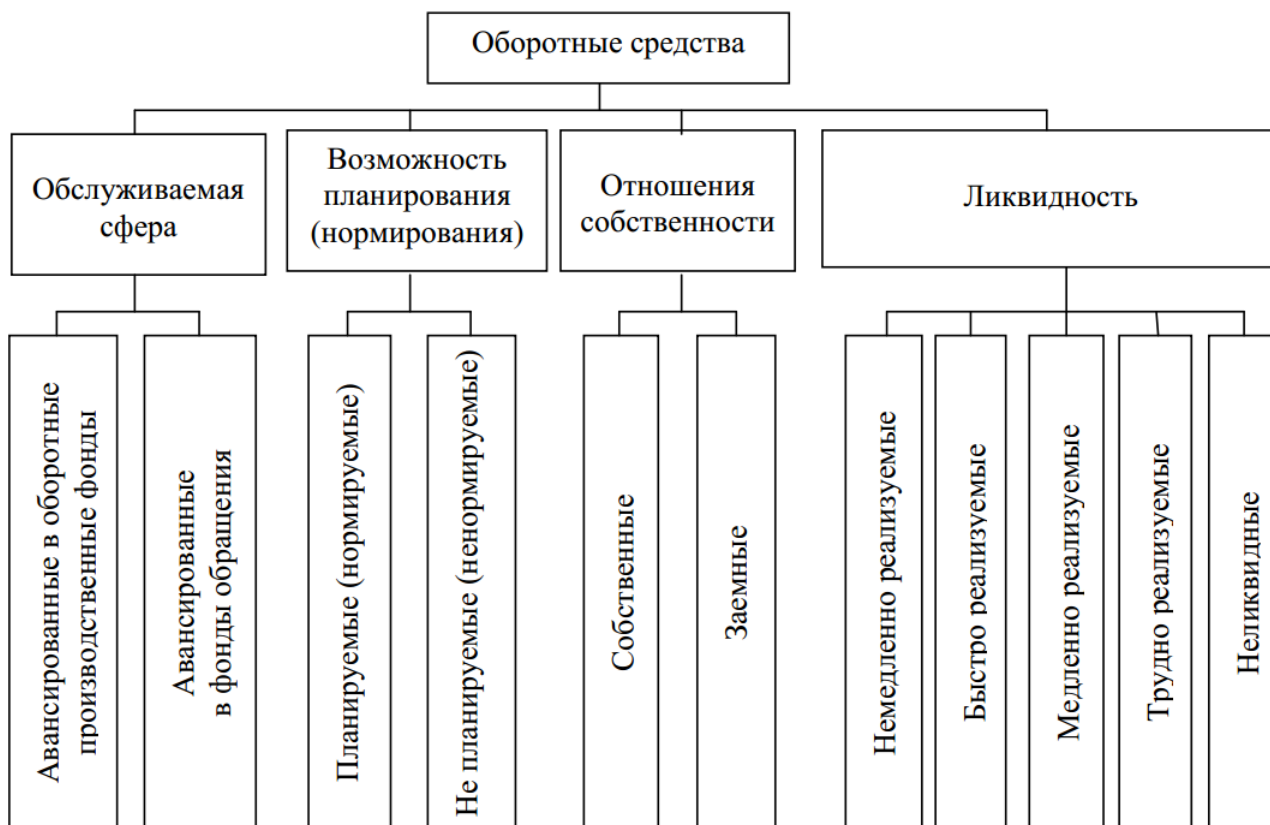 Оборотные средства
Обслуживаемая
сфера
Возможность
планирования
(нормирования)
Отношения
собственности
Ликвидность
Авансированные в оборотные
производственные фонды
Авансированные
в фонды обращения
Планируемые (нормируемые)
Не планируемые (ненормируемые)
Собственные
Заемные
Немедленно реализуемые
Быстро реализуемые
Медленно реализуемые
Трудно реализуемые
Неликвидные